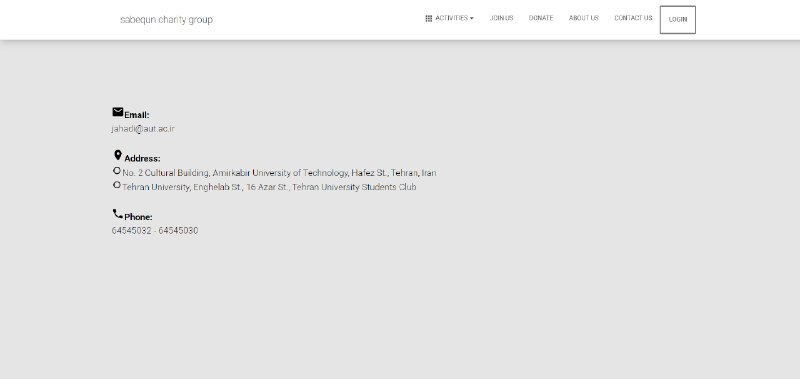 sabequn charity group
ACTIVITIES
JOIN US
DONATE
ABOUT US
CONTACT US
LOGIN
Email:
jahadi@aut.ac.ir
Address:
No. 2 Cultural Building, Amirkabir University of Technology, Hafez St., Tehran, Iran
Tehran University, Enghelab St., 16 Azar St., Tehran University Students Club
Phone:
64545032 - 64545030